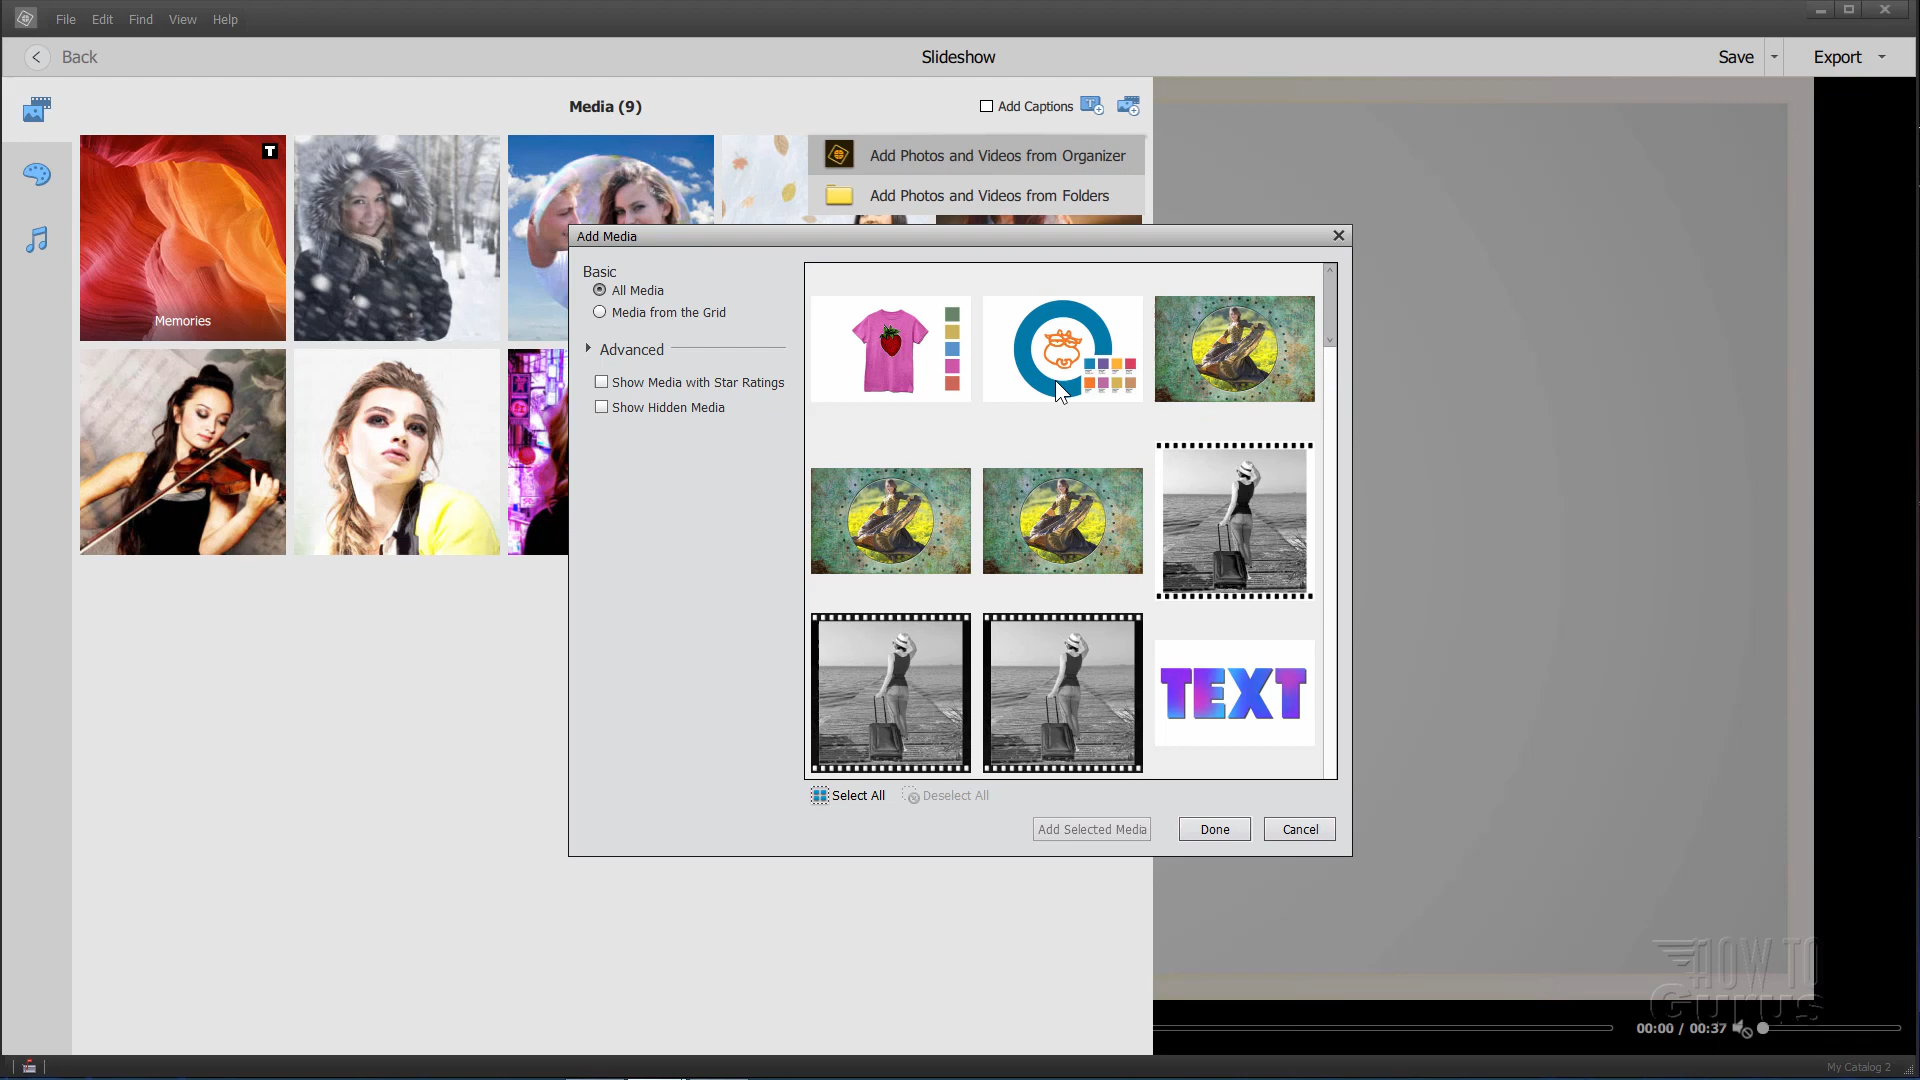 File Edit Find View Help
Back
Slideshow
Save
Export
Media (9)
Add Captions
T
Add Photos and Videos from Organizer
Add Photos and Videos from Folders
Memories
Add Media
Basic
All Media
Media from the Grid
Advanced
Show Media with Star Ratings
Show Hidden Media
TEXT
Select All
Deselect All
Add Selected Media
Done
Cancel
HOW TO
GURUS
00:00 / 00:37
My Catalog 2